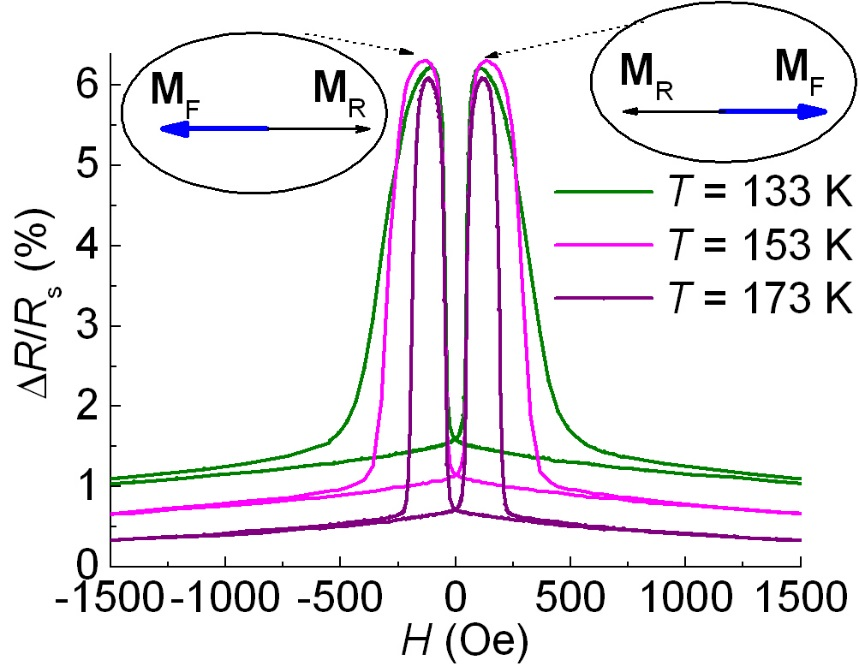 M_F M_R
M_R M_F
T = 133 K
T = 153 K
T = 173 K
ΔR/R_s (%)
6
5
4
3
2
1
0
-1500 -1000 -500 0 500 1000 1500
H (Oe)